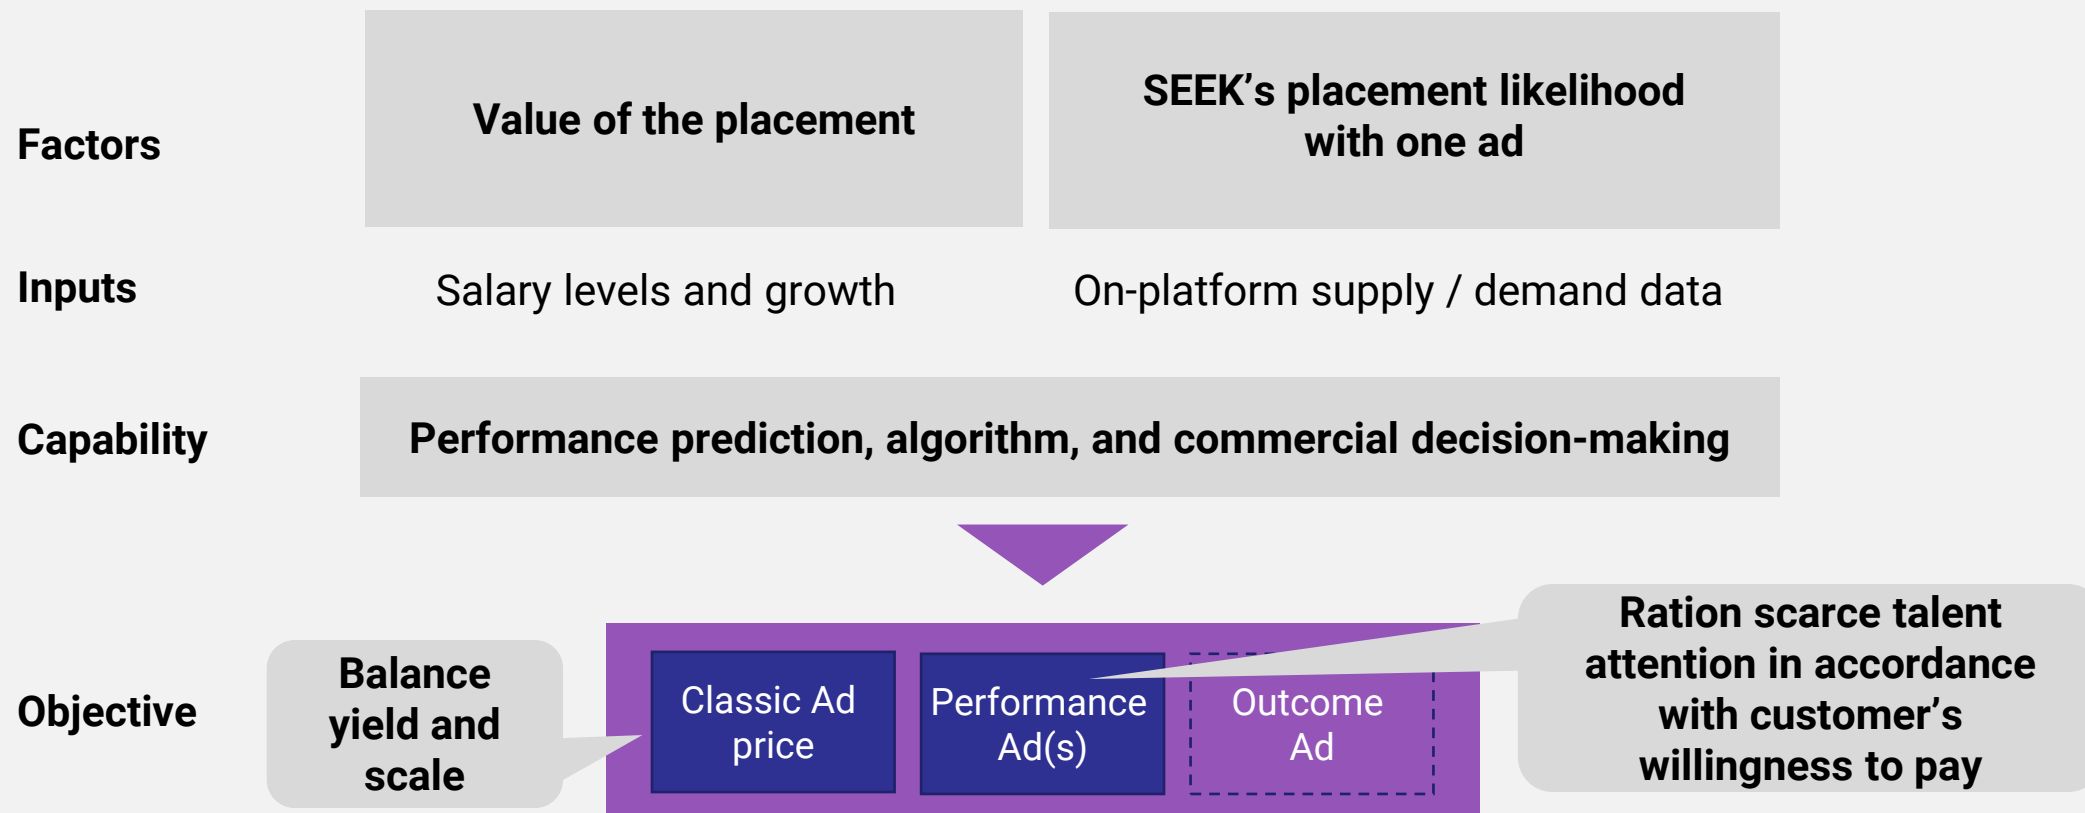 Factors
Value of the placement
SEEK’s placement likelihood
with one ad
Inputs
Salary levels and growth
On-platform supply / demand data
Capability
Performance prediction, algorithm, and commercial decision-making
Objective
Balance
yield and
scale
Classic Ad
price
Performance
Ad(s)
Outcome
Ad
Ration scarce talent
attention in accordance
with customer’s
willingness to pay